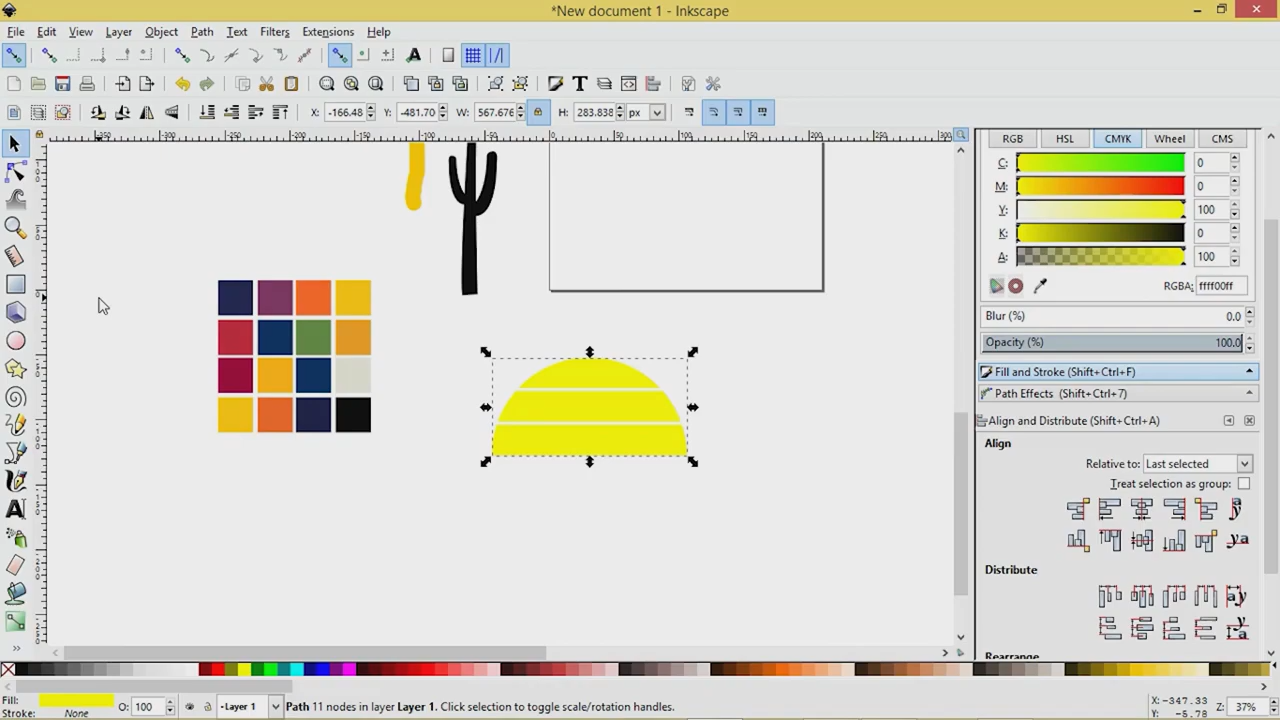 *New document 1 - Inkscape
File Edit View Layer Object Path Text Filters Extensions Help
X: -166.48 Y: -481.70 W: 567.676 H: 283.838 px
RGB HSL CMYK Wheel CMS
C: 0
M: 0
Y: 100
K: 0
A: 100
RGBA: ffff00ff
Blur (%) 0.0
Opacity (%) 100.0
Fill and Stroke (Shift+Ctrl+F)
Path Effects (Shift+Ctrl+7)
Align and Distribute (Shift+Ctrl+A)
Align
Relative to: Last selected
Treat selection as group:
Distribute
Rearrange
Fill:
Stroke: None
O: 100
Layer 1
Path 11 nodes in layer Layer 1. Click selection to toggle scale/rotation handles.
X: -347.33
Y: -5.78
Z: 37%